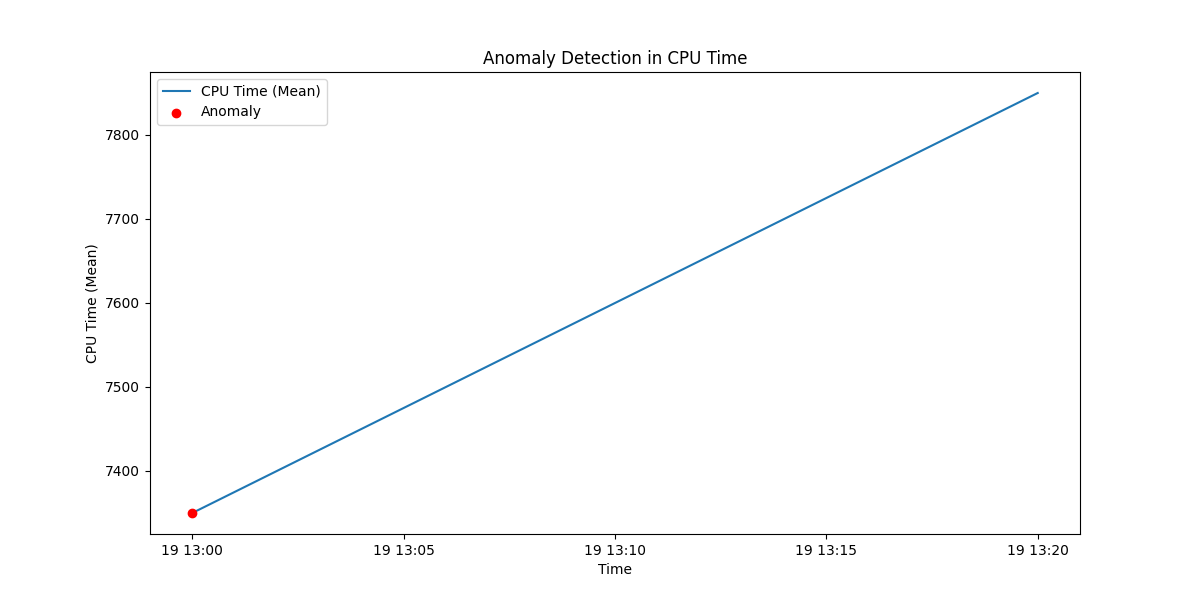 Anomaly Detection in CPU Time
CPU Time (Mean)
Anomaly
7800
7700
7600
7500
7400
CPU Time (Mean)
19 13:00
19 13:05
19 13:10
19 13:15
19 13:20
Time